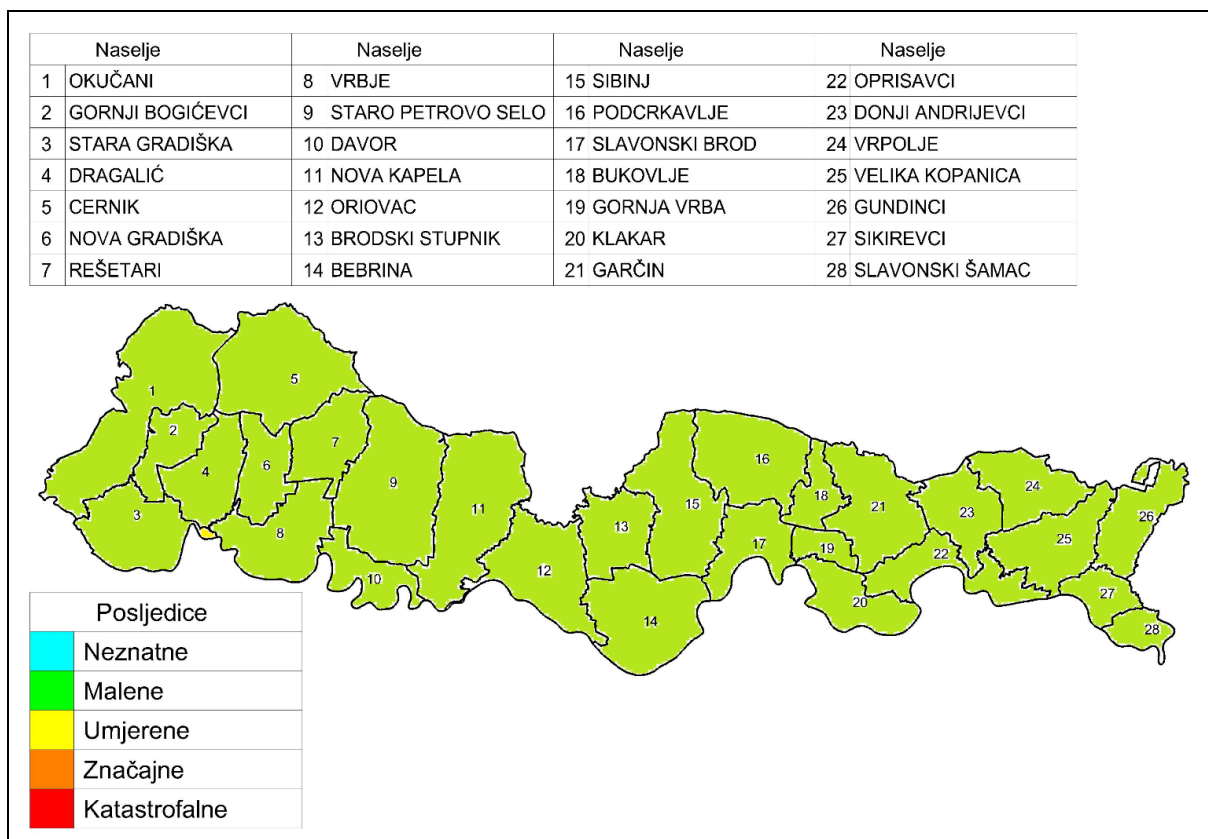 Naselje Naselje Naselje Naselje
1 OKUČANI 8 VRBJE 15 SIBINJ 22 OPRISAVCI
2 GORNJI BOGIĆEVCI 9 STARO PETROVO SELO 16 PODCRKAVLJE 23 DONJI ANDRIJEVCI
3 STARA GRADIŠKA 10 DAVOR 17 SLAVONSKI BROD 24 VRPOLJE
4 DRAGALIĆ 11 NOVA KAPELA 18 BUKOVLJE 25 VELIKA KOPANICA
5 CERNIK 12 ORIOVAC 19 GORNJA VRBA 26 GUNDINCI
6 NOVA GRADIŠKA 13 BRODSKI STUPNIK 20 KLAKAR 27 SIKIREVCI
7 REŠETARI 14 BEBRINA 21 GARČIN 28 SLAVONSKI ŠAMAC
1
5
2
7
4
6
3
8
9
10
11
12
13
14
15
16
17
18
19
20
21
22
23
24
25
26
27
28
Posljedice
Neznatne
Malene
Umjerene
Značajne
Katastrofalne